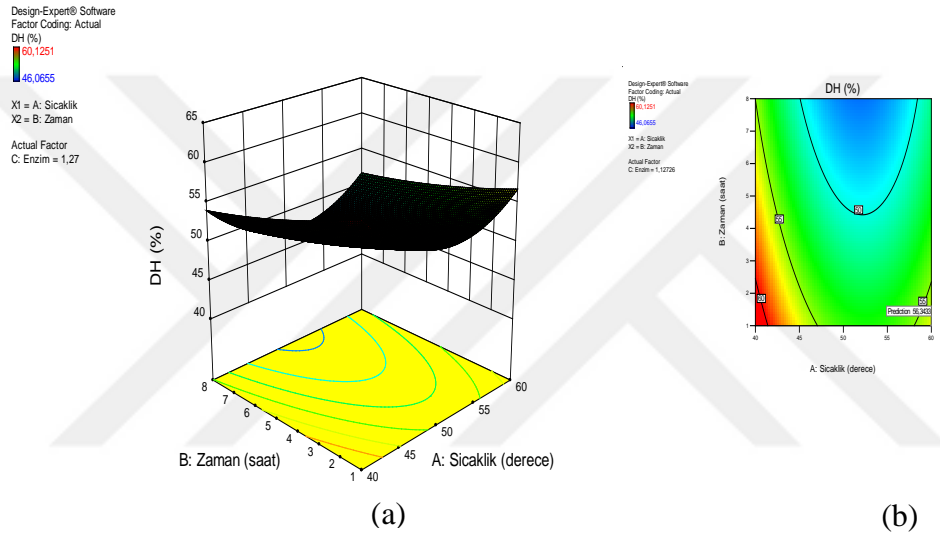 Design-Expert® Software
Factor Coding: Actual
DH (%)
60,1251
46,0655
X1 = A: Sicaklik
X2 = B: Zaman
Actual Factor
C: Enzim = 1,27
40
45
50
55
60
65
DH (%)
8
7
6
5
4
3
2
1
40
45
50
55
60
B: Zaman (saat)
A: Sicaklik (derece)
(a)
Design-Expert® Software
Factor Coding: Actual
DH (%)
60,1251
46,0655
X1 = A: Sicaklik
X2 = B: Zaman
Actual Factor
C: Enzim = 1,12726
DH (%)
8
7
6
5
4
3
2
1
40
45
50
55
60
B: Zaman (saat)
A: Sicaklik (derece)
50
55
55
60
Prediction 56,3433
(b)